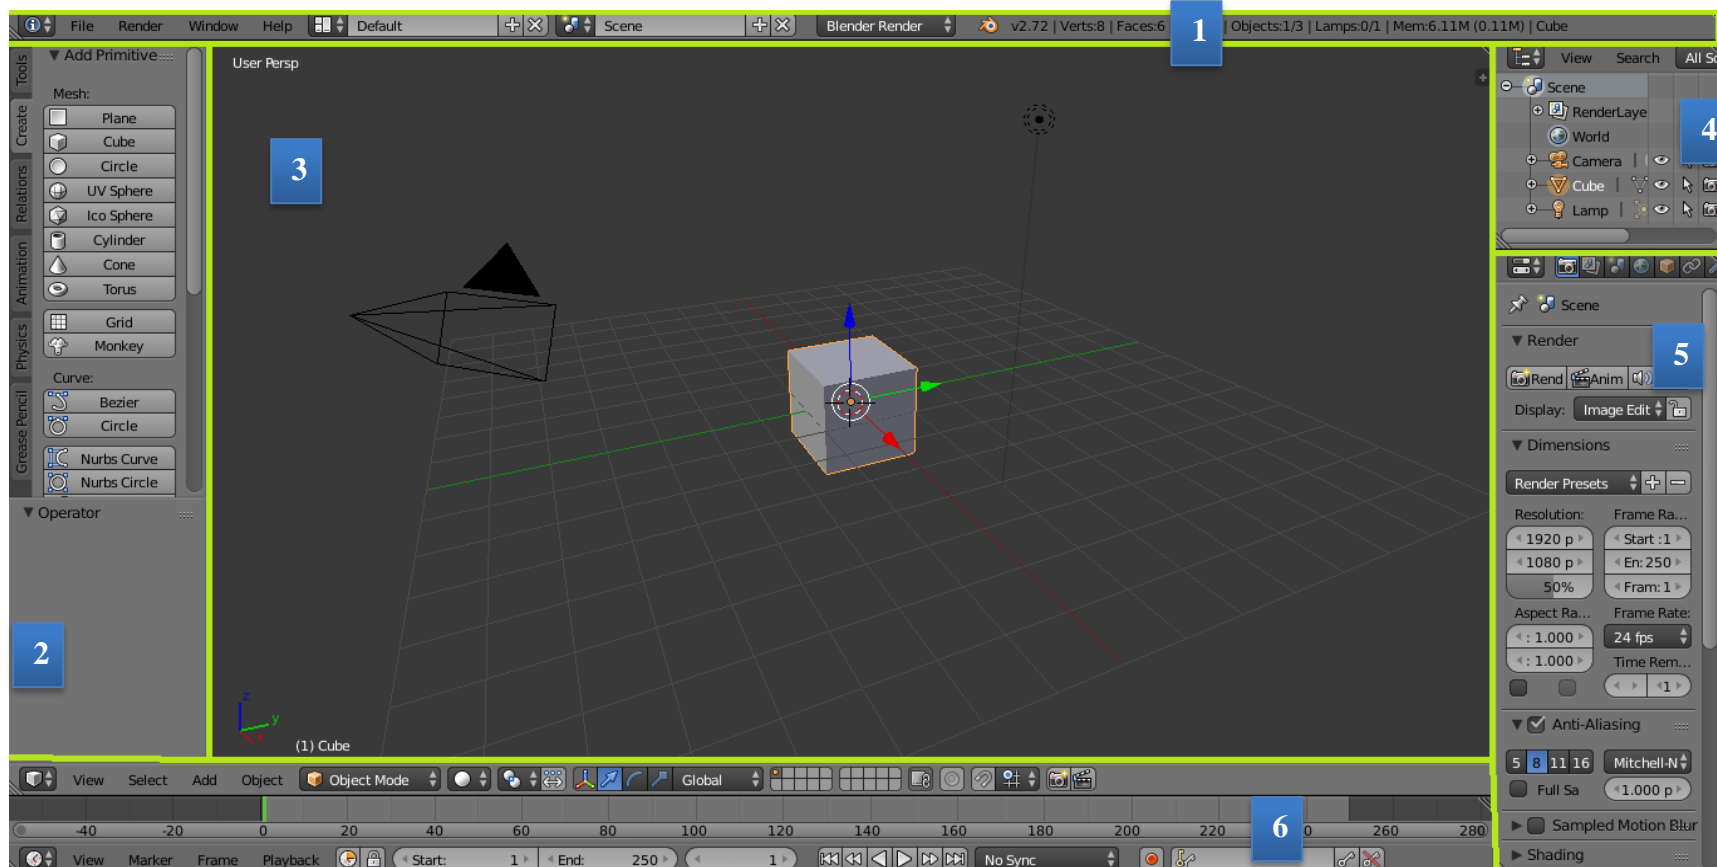 File Render Window Help Default Scene Blender Render v2.72 | Verts:8 | Faces:6 | Objects:1/3 | Lamps:0/1 | Mem:6.11M (0.11M) | Cube
1
Tools
Create
Relations
Animation
Physics
Grease Pencil
Add Primitive
Mesh:
Plane
Cube
Circle
UV Sphere
Ico Sphere
Cylinder
Cone
Torus
Grid
Monkey
Curve:
Bezier
Circle
Nurbs Curve
Nurbs Circle
Operator
2
User Persp
3
z
y
x
(1) Cube
View Search All Sc
Scene
RenderLaye
World
Camera
Cube
Lamp
4
Scene
Render
5
Rend Anim
Display: Image Edit
Dimensions
Render Presets
Resolution: Frame Ra...
1920 p Start :1
1080 p En: 250
50% Fram: 1
Aspect Ra... Frame Rate:
: 1.000 24 fps
: 1.000 Time Rem...
1
Anti-Aliasing
5 8 11 16 Mitchell-N
Full Sa 1.000 p
Sampled Motion Blur
Shading
View Select Add Object Object Mode Global
-40 -20 0 20 40 60 80 100 120 140 160 180 200 220 0 260 280
6
View Marker Frame Playback Start: 1 End: 250 1 No Sync